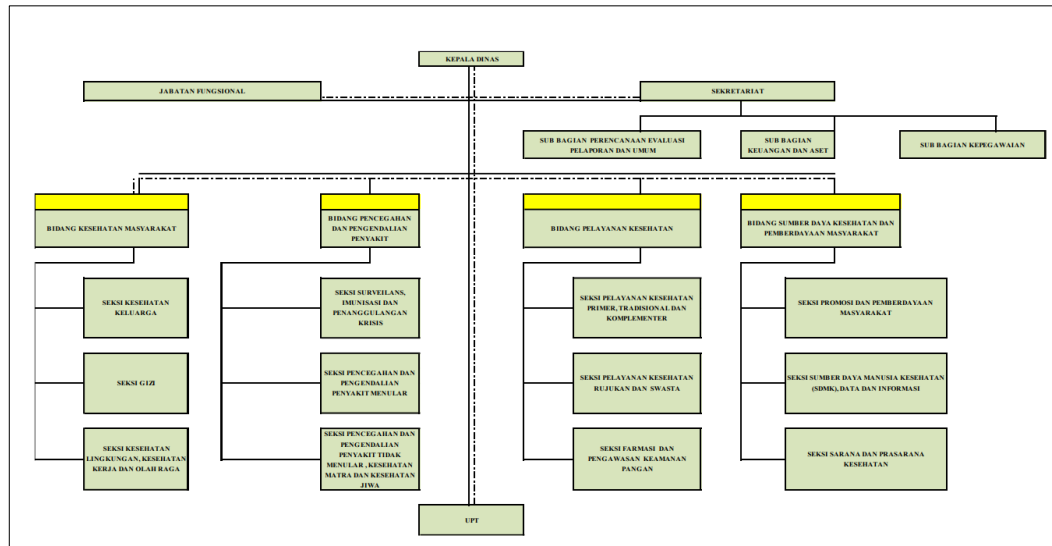 KEPALA DINAS
JABATAN FUNGSIONAL
SEKRETARIAT
SUB BAGIAN PERENCANAAN EVALUASI
PELAPORAN DAN UMUM
SUB BAGIAN
KEUANGAN DAN ASET
SUB BAGIAN KEPEGAWAIAN
BIDANG KESEHATAN MASYARAKAT
BIDANG PENCEGAHAN
DAN PENGENDALIAN
PENYAKIT
BIDANG PELAYANAN KESEHATAN
BIDANG SUMBER DAYA KESEHATAN DAN
PEMBERDAYAAN MASYARAKAT
SEKSI KESEHATAN
KELUARGA
SEKSI SURVEILANS,
IMUNISASI DAN
PENANGGULANGAN
KRISIS
SEKSI PELAYANAN KESEHATAN
PRIMER, TRADISIONAL DAN
KOMPLEMENTER
SEKSI PROMOSI DAN PEMBERDAYAAN
MASYARAKAT
SEKSI GIZI
SEKSI PENCEGAHAN DAN
PENGENDALIAN
PENYAKIT MENULAR
SEKSI PELAYANAN KESEHATAN
RUJUKAN DAN SWASTA
SEKSI SUMBER DAYA MANUSIA KESEHATAN
(SDMK), DATA DAN INFORMASI
SEKSI KESEHATAN
LINGKUNGAN, KESEHATAN
KERJA DAN OLAH RAGA
SEKSI PENCEGAHAN DAN
PENGENDALIAN
PENYAKIT TIDAK
MENULAR , KESEHATAN
MATRA DAN KESEHATAN
JIWA
SEKSI FARMASI DAN
PENGAWASAN KEAMANAN
PANGAN
SEKSI SARANA DAN PRASARANA
KESEHATAN
UPT